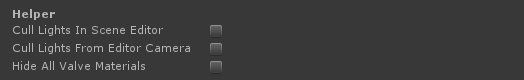 Helper
Cull Lights In Scene Editor
Cull Lights From Editor Camera
Hide All Valve Materials